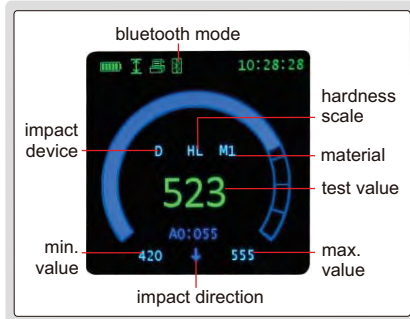 bluetooth mode
10:28:28
hardness
scale
impact
device
D HL M1
material
523
test value
A0:055
min.
value
420
555
max.
value
impact direction